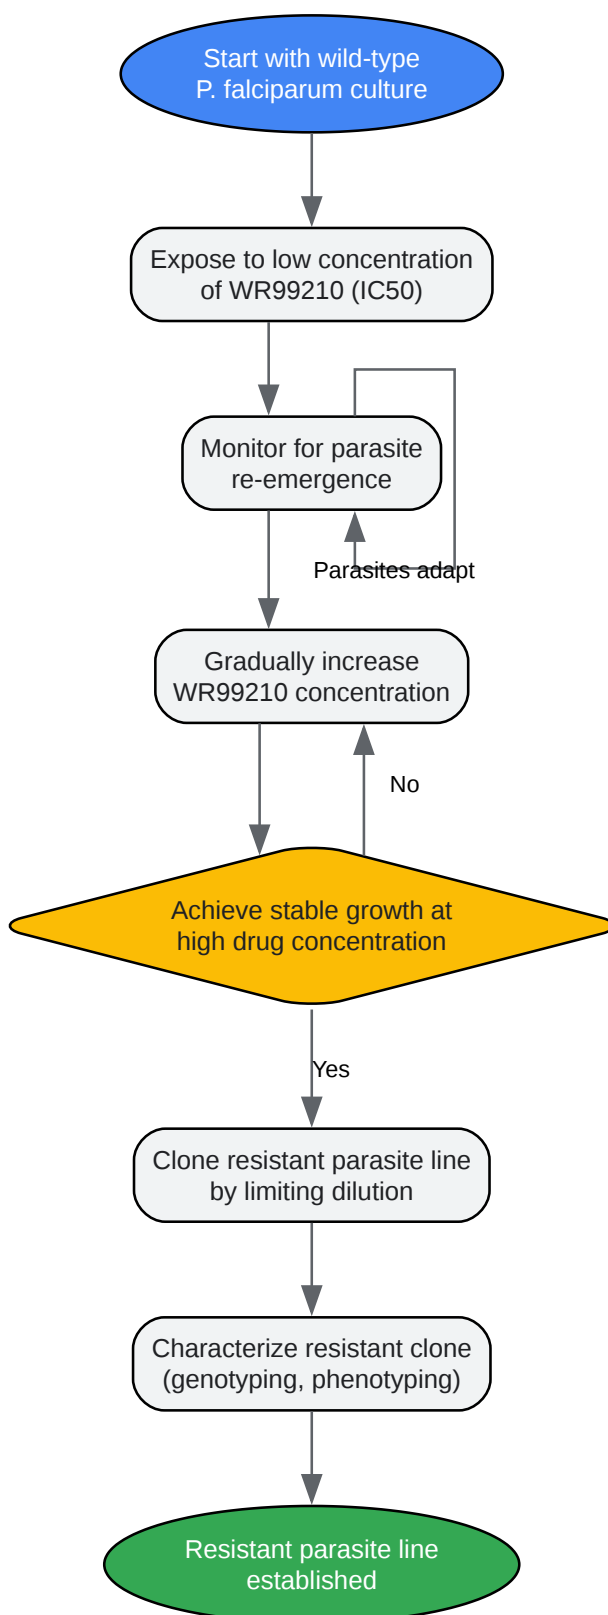 Start with wild-type
P. falciparum culture
Expose to low concentration
of WR99210 (IC50)
Monitor for parasite
re-emergence
Parasites adapt
Gradually increase
WR99210 concentration
No
Achieve stable growth at
high drug concentration
Yes
Clone resistant parasite line
by limiting dilution
Characterize resistant clone
(genotyping, phenotyping)
Resistant parasite line
established